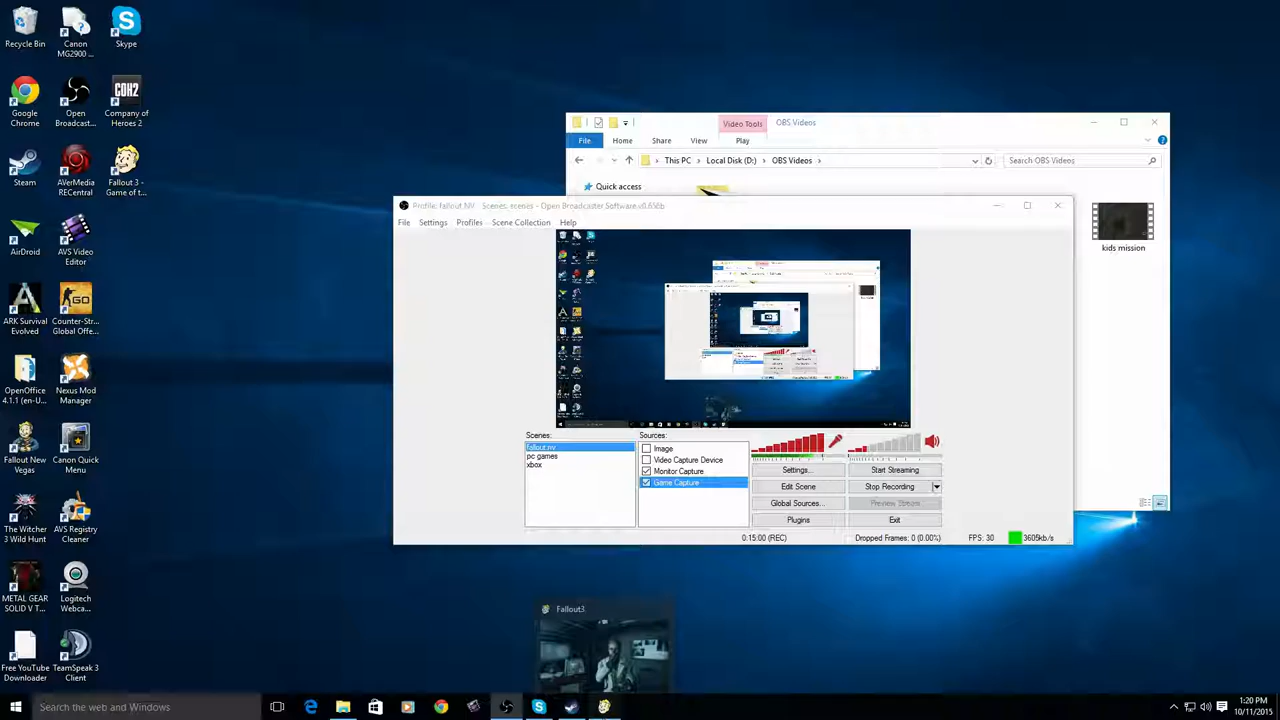 Recycle Bin
Canon
MG2900 ...
Skype
Google
Chrome
Open
Broadcast...
Company of
Heroes 2
Steam
AVerMedia
RECentral
Fallout 3 -
Game of t...
AirDroid
AVS Video
Editor
ARK Survival
Evolved
Counter-Str...
Global Offe...
OpenOffice
4.1.1 (en-U...
Nexus Mod
Manager
Fallout New
Vegas
Canon Quick
Menu
The Witcher
3 Wild Hunt
AVS Registry
Cleaner
METAL GEAR
SOLID V T...
Logitech
Webca...
Free YouTube
Downloader
TeamSpeak 3
Client
Video Tools
OBS Videos
File
Home
Share
View
Play
This PC
Local Disk (D:)
OBS Videos
Search OBS Videos
Quick access
kids mission
Profile: fallout NV - Scenes: scenes - Open Broadcaster Software v0.656b
File
Settings
Profiles
Scene Collection
Help
Scenes:
fallout nv
pc games
xbox
Sources:
Image
Video Capture Device
Monitor Capture
Game Capture
Settings...
Start Streaming
Edit Scene
Stop Recording
Global Sources...
Preview Stream
Plugins
Exit
0:15:00 (REC)
Dropped Frames: 0 (0.00%)
FPS: 30
3605kb/s
Fallout3
Search the web and Windows
1:20 PM
10/11/2015